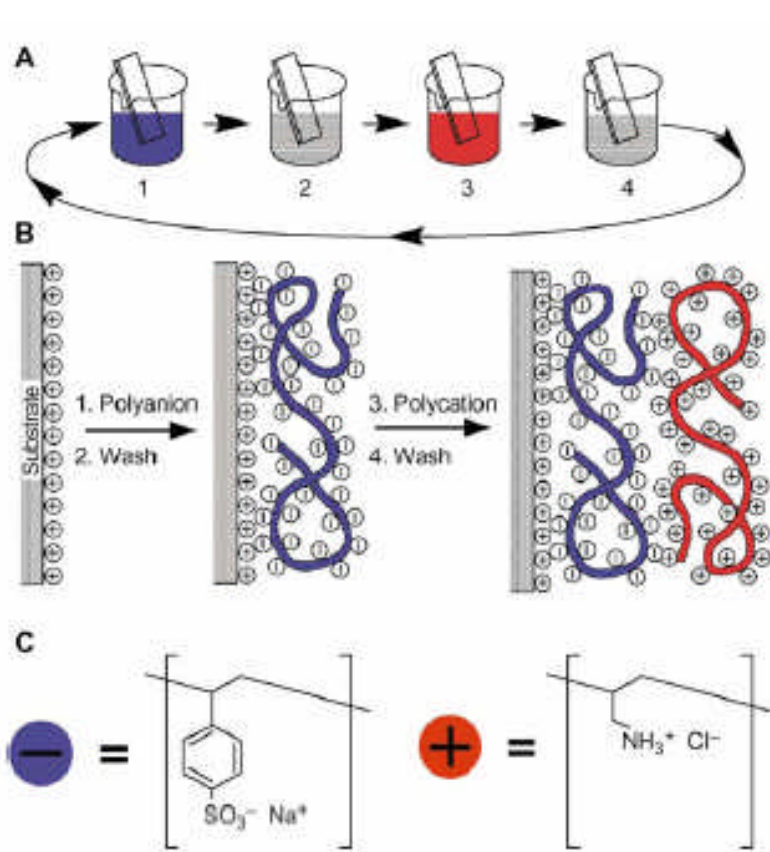 A
1 2 3 4
B
Substrate
1. Polyanion
2. Wash
3. Polycation
4. Wash
C
− = SO₃⁻ Na⁺
+ = NH₃⁺ Cl⁻